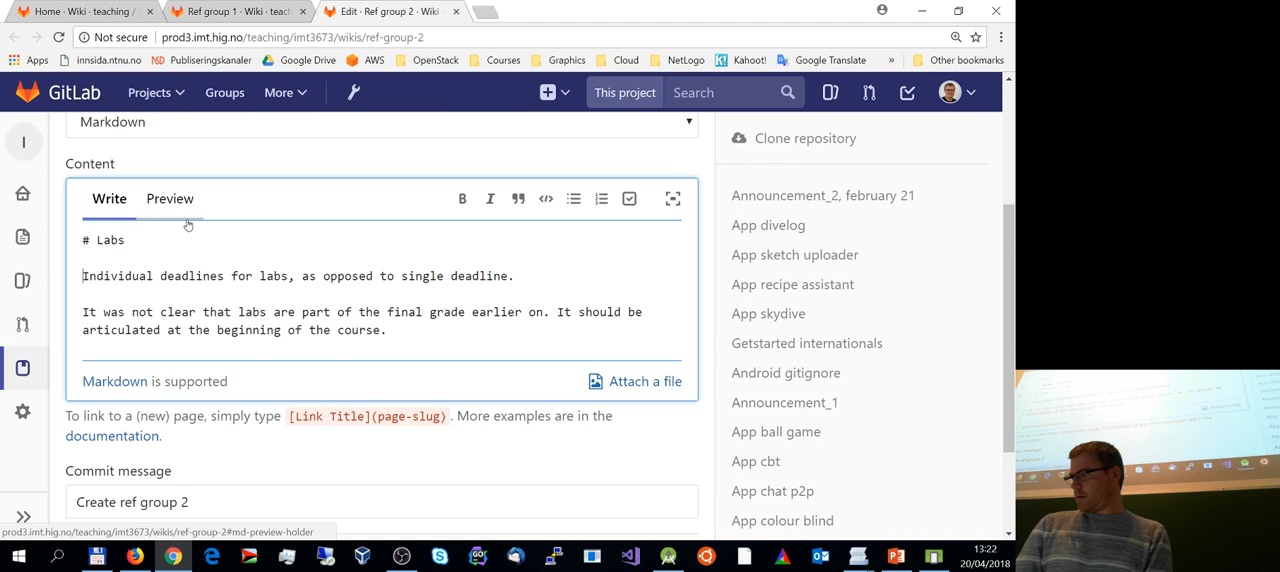 Home · Wiki · teaching /
Ref group 1 · Wiki · teach
Edit · Ref group 2 · Wiki ·
Not secure
prod3.imt.hig.no/teaching/imt3673/wikis/ref-group-2
Apps
innsida.ntnu.no
Publiseringskanaler
Google Drive
AWS
OpenStack
Courses
Graphics
Cloud
NetLogo
Kahoot!
Google Translate
»
Other bookmarks
GitLab
Projects
Groups
More
This project
Search
I
Markdown
Content
Write
Preview
# Labs
Individual deadlines for labs, as opposed to single deadline.
It was not clear that labs are part of the final grade earlier on. It should be
articulated at the beginning of the course.
Markdown is supported
Attach a file
To link to a (new) page, simply type [Link Title](page-slug). More examples are in the
documentation.
Commit message
Create ref group 2
prod3.imt.hig.no/teaching/imt3673/wikis/ref-group-2#md-preview-holder
Clone repository
Announcement_2, february 21
App divelog
App sketch uploader
App recipe assistant
App skydive
Getstarted internationals
Android gitignore
Announcement_1
App ball game
App cbt
App chat p2p
App colour blind
13:22
20/04/2018